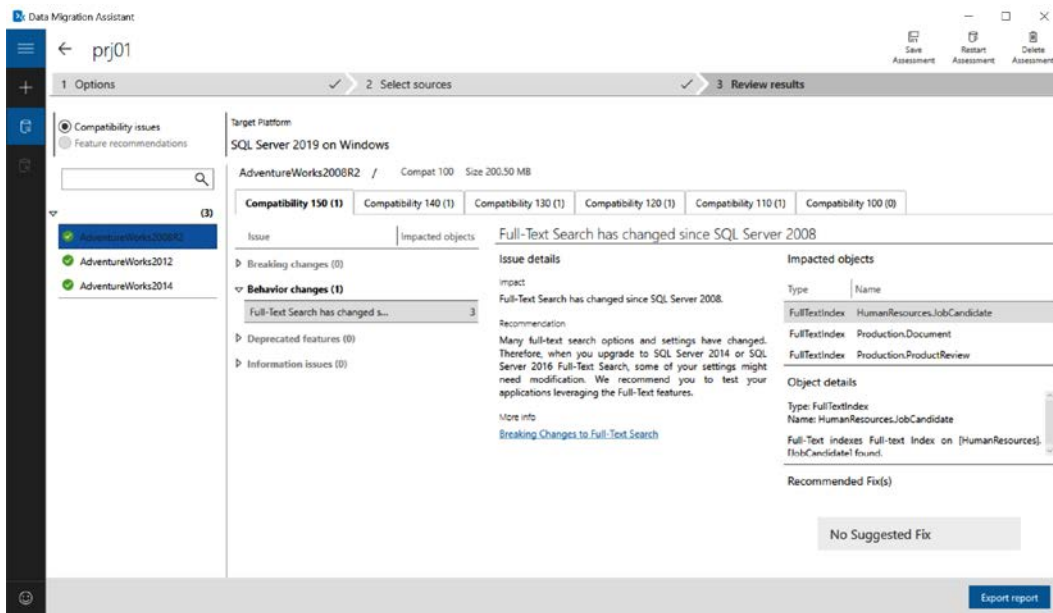 Data Migration Assistant
prj01
Save Assessment
Restart Assessment
Delete Assessment
1 Options
2 Select sources
3 Review results
Compatibility issues
Feature recommendations
(3)
AdventureWorks2008R2
AdventureWorks2012
AdventureWorks2014
Target Platform
SQL Server 2019 on Windows
AdventureWorks2008R2 / Compat 100 Size 200.50 MB
Compatibility 150 (1) Compatibility 140 (1) Compatibility 130 (1) Compatibility 120 (1) Compatibility 110 (1) Compatibility 100 (0)
Issue Impacted objects
Breaking changes (0)
Behavior changes (1)
Full-Text Search has changed s... 3
Deprecated features (0)
Information issues (0)
Full-Text Search has changed since SQL Server 2008
Issue details
Impact
Full-Text Search has changed since SQL Server 2008.
Recommendation
Many full-text search options and settings have changed.
Therefore, when you upgrade to SQL Server 2014 or SQL
Server 2016 Full-Text Search, some of your settings might
need modification. We recommend you to test your
applications leveraging the Full-Text features.
More info
Breaking Changes to Full-Text Search
Impacted objects
Type Name
FullTextIndex HumanResources.JobCandidate
FullTextIndex Production.Document
FullTextIndex Production.ProductReview
Object details
Type: FullTextIndex
Name: HumanResources.JobCandidate
Full-Text indexes Full-text Index on [HumanResources].
[JobCandidate] found.
Recommended Fix(s)
No Suggested Fix
Export report